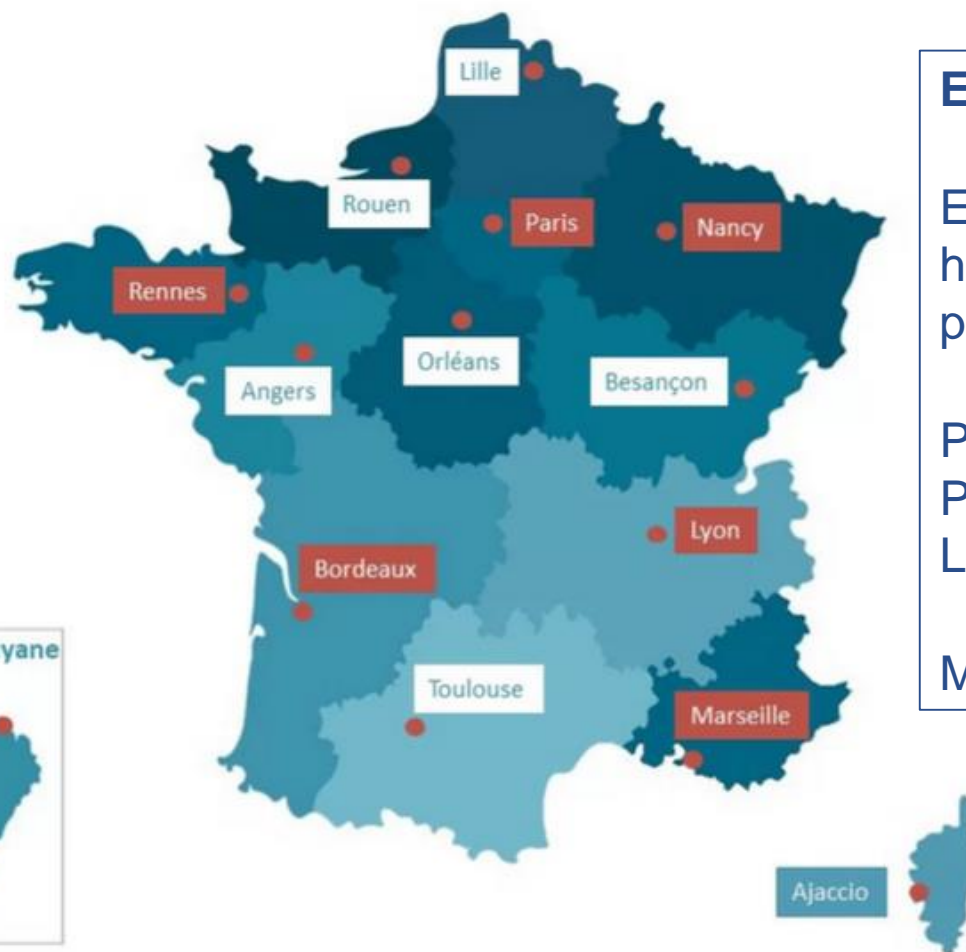 Lille
Rouen
Paris
Nancy
Rennes
Orléans
Angers
Besançon
Lyon
Bordeaux
Toulouse
Marseille
Ajaccio
yane
E
E
h
p
P
P
L
M